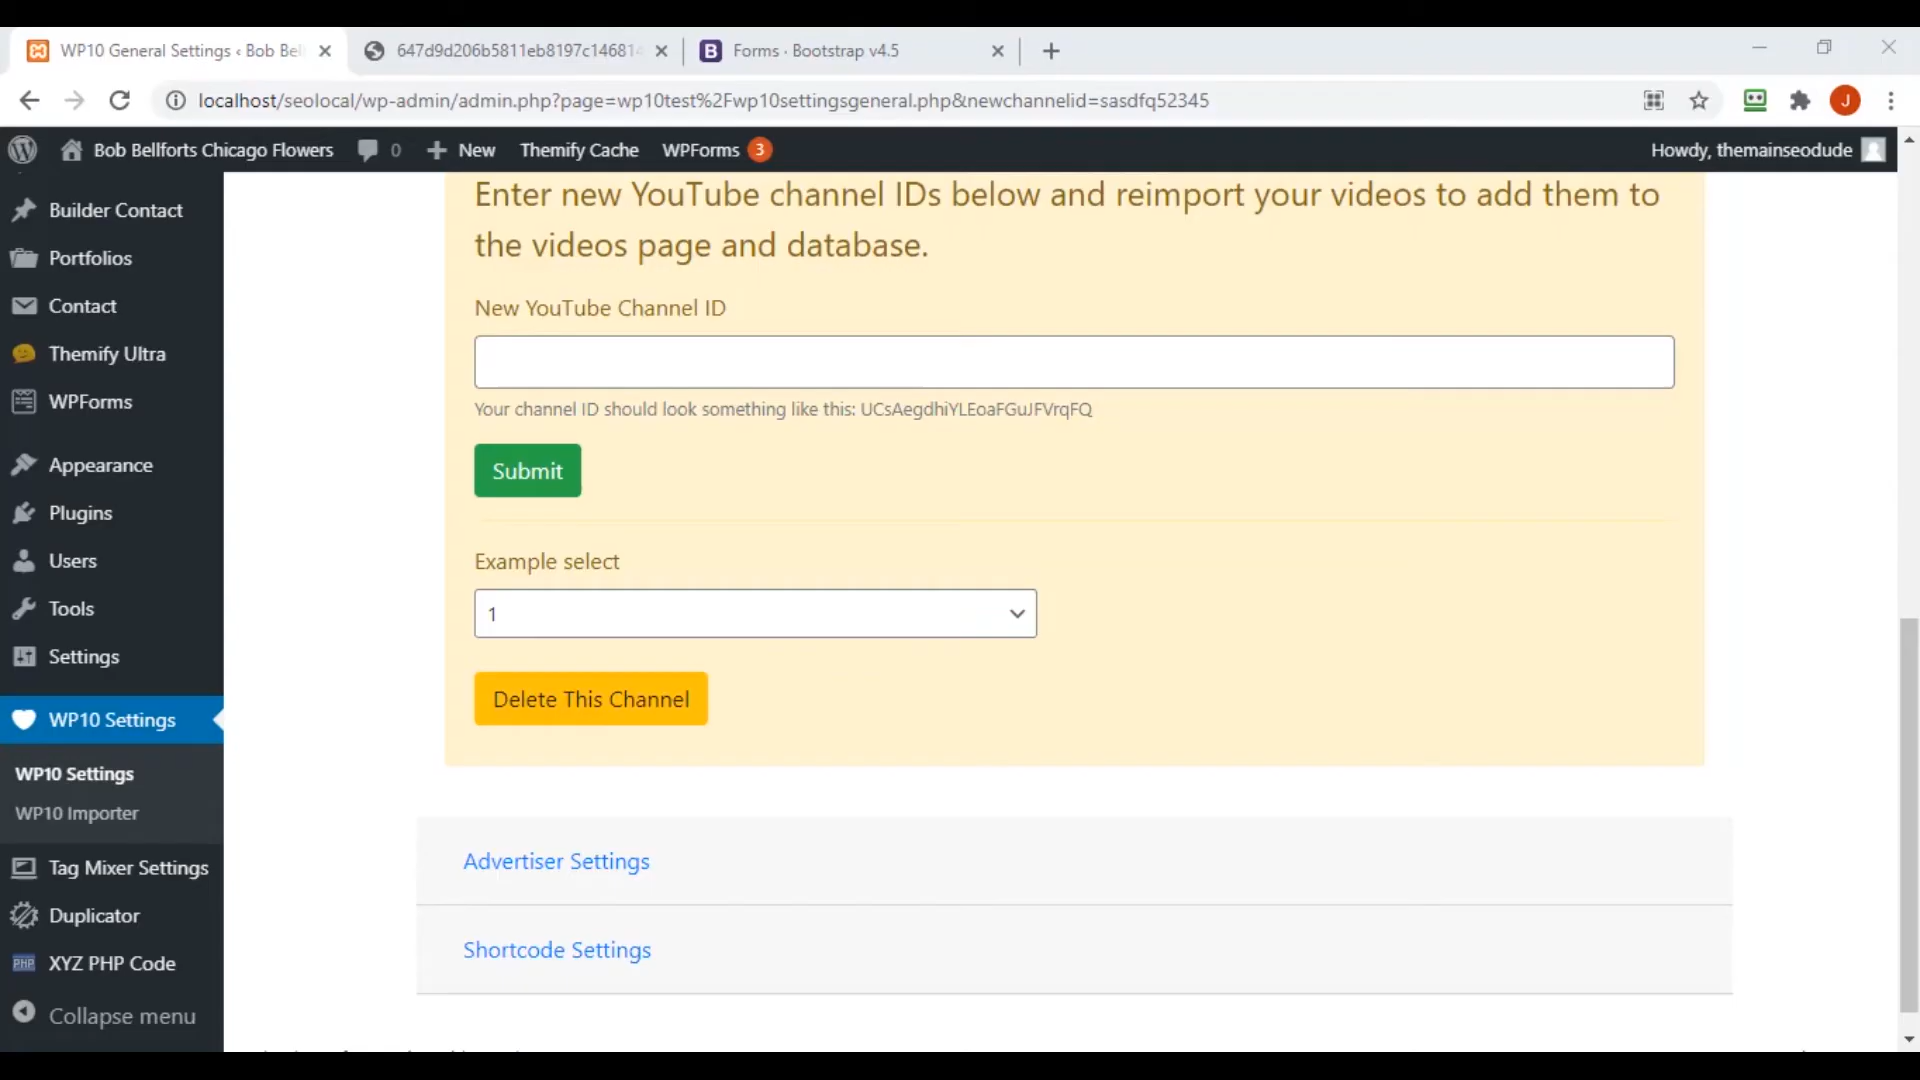 WP10 General Settings ‹ Bob Bel
647d9d206b5811eb8197c14681
Forms · Bootstrap v4.5
localhost/seolocal/wp-admin/admin.php?page=wp10test%2Fwp10settingsgeneral.php&newchannelid=sasdfq52345
J
Bob Bellforts Chicago Flowers
0
New
Themify Cache
WPForms 3
Howdy, themainseodude
Builder Contact
Portfolios
Contact
Themify Ultra
WPForms
Appearance
Plugins
Users
Tools
Settings
WP10 Settings
WP10 Settings
WP10 Importer
Tag Mixer Settings
Duplicator
PHP XYZ PHP Code
Collapse menu
Enter new YouTube channel IDs below and reimport your videos to add them to
the videos page and database.
New YouTube Channel ID
Your channel ID should look something like this: UCsAegdhiYLEoaFGuJFVrqFQ
Submit
Example select
1
Delete This Channel
Advertiser Settings
Shortcode Settings